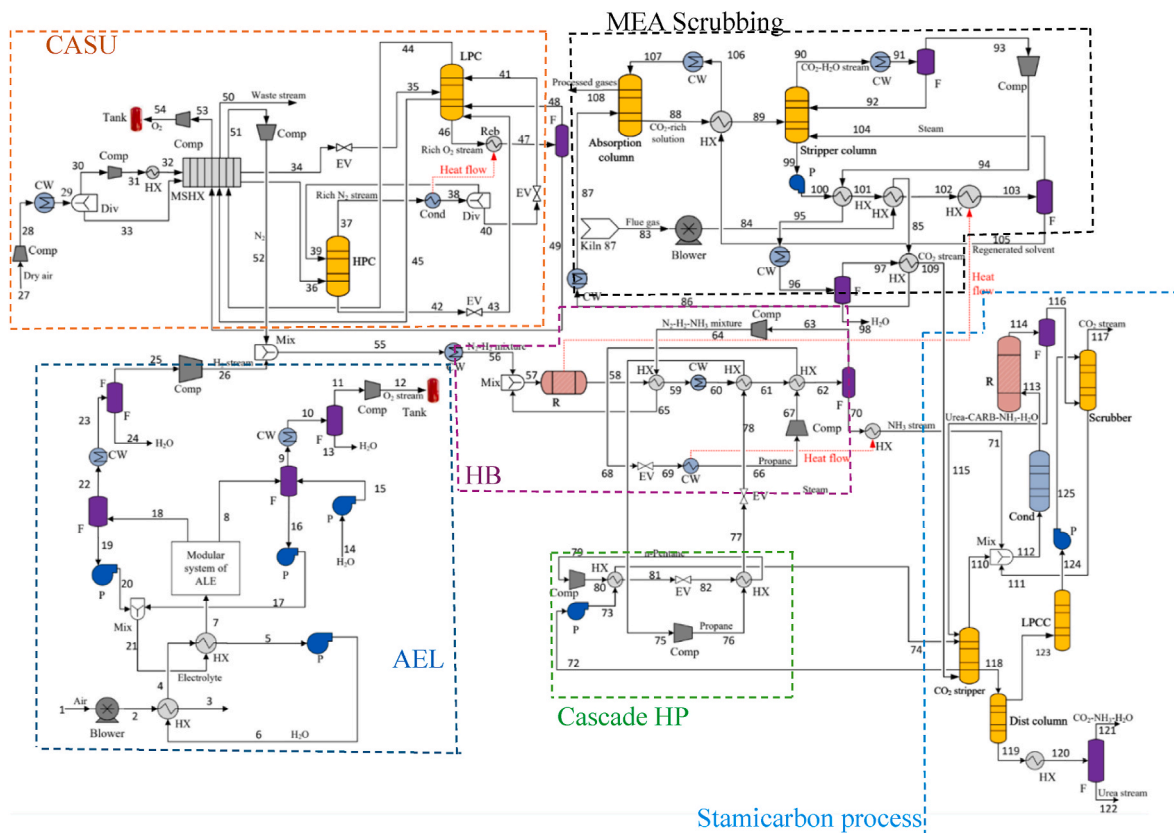 CASU
MEA Scrubbing
44
LPC
41
35
50 Waste stream
54
53
Tank
O₂
Comp
51
Comp
48
F
46
Reb
47
Rich O₂ stream
Comp
30
31
32
HX
MSHX
34
EV
CW
29
Div
33
28
Comp
Dry air
27
N₂
52
Rich N₂ stream
37
Heat flow
38
Cond
Div
EV
40
39
HPC
36
45
42
EV
43
49
107
106
CW
Processed gases
108
Absorption
column
88
CO₂-rich
solution
HX
89
90
CO₂-H₂O stream
91
CW
F
93
Comp
92
104
Steam
Stripper column
99
P
94
100
101
HX
102
HX
103
F
87
Kiln 87
Flue gas
83
Blower
84
95
CW
85
105
Regenerated solvent
96
F
97
CO₂ stream
109
HX
Heat
flow
CW
86
98
H₂O
Mix
55
N₂-H₂ mixture
CW
56
25
H₂ stream
26
Comp
N₂-H₂-NH₃ mixture
64
Comp
63
Mix
57
R
58
HX
59
CW
60
HX
61
HX
62
F
65
78
67
Comp
70
NH₃ stream
HX
71
68
EV
69
CW
Propane
66
Heat flow
HB
Steam
EV
77
F
23
24
H₂O
CW
22
F
19
P
20
18
8
Modular
system of
ALE
11
12
O₂ stream
Comp
Tank
10
F
13
CW
9
F
15
P
14
H₂O
16
P
17
Mix
21
7
HX
5
P
Electrolyte
4
AEL
Air
1
Blower
2
HX
3
6
H₂O
79
n-Pentane
Comp
80
HX
81
EV
82
HX
P
73
75
Propane
76
Comp
72
74
Cascade HP
114
F
116
CO₂ stream
117
R
113
Scrubber
Urea-CARB-NH₃-H₂O
115
Cond
125
P
Mix
110
112
111
124
LPCC
123
118
CO₂ stripper
Dist column
119
HX
120
CO₂-NH₃-H₂O
121
F
Urea stream
122
Stamicarbon process